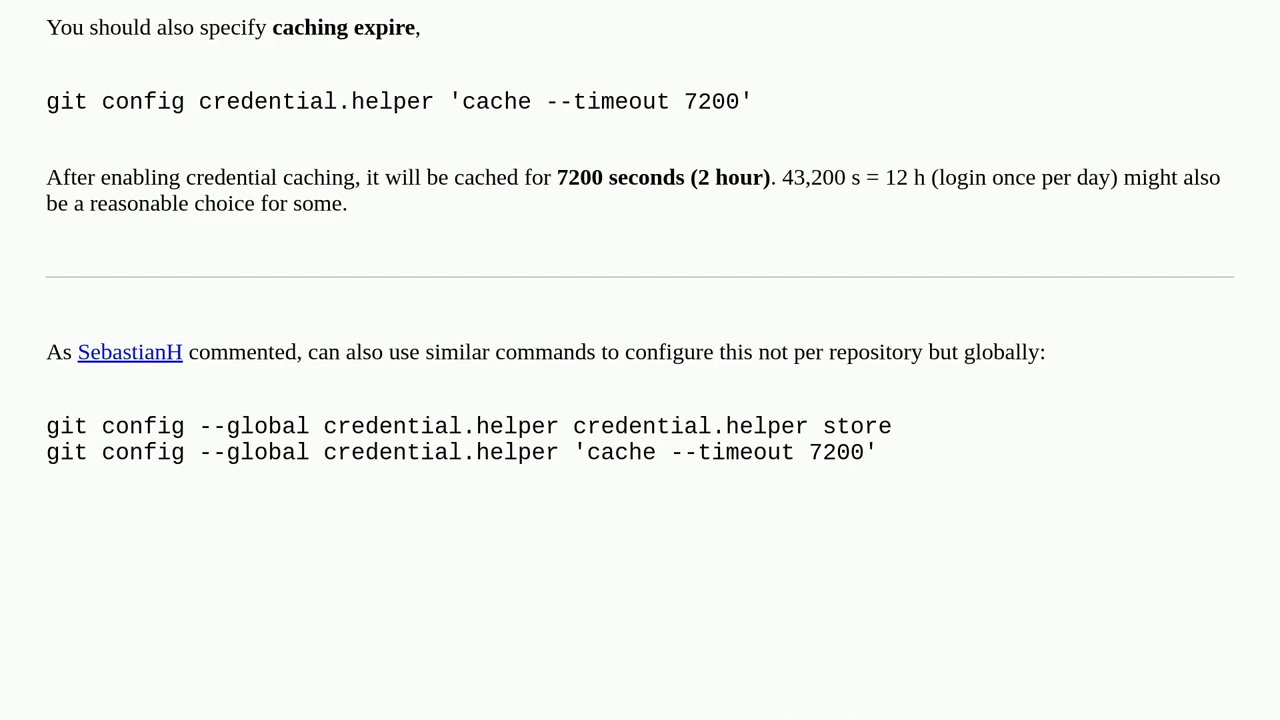 You should also specify caching expire,
git config credential.helper 'cache --timeout 7200'
After enabling credential caching, it will be cached for 7200 seconds (2 hour). 43,200 s = 12 h (login once per day) might also
be a reasonable choice for some.
As SebastianH commented, can also use similar commands to configure this not per repository but globally:
git config --global credential.helper credential.helper store
git config --global credential.helper 'cache --timeout 7200'